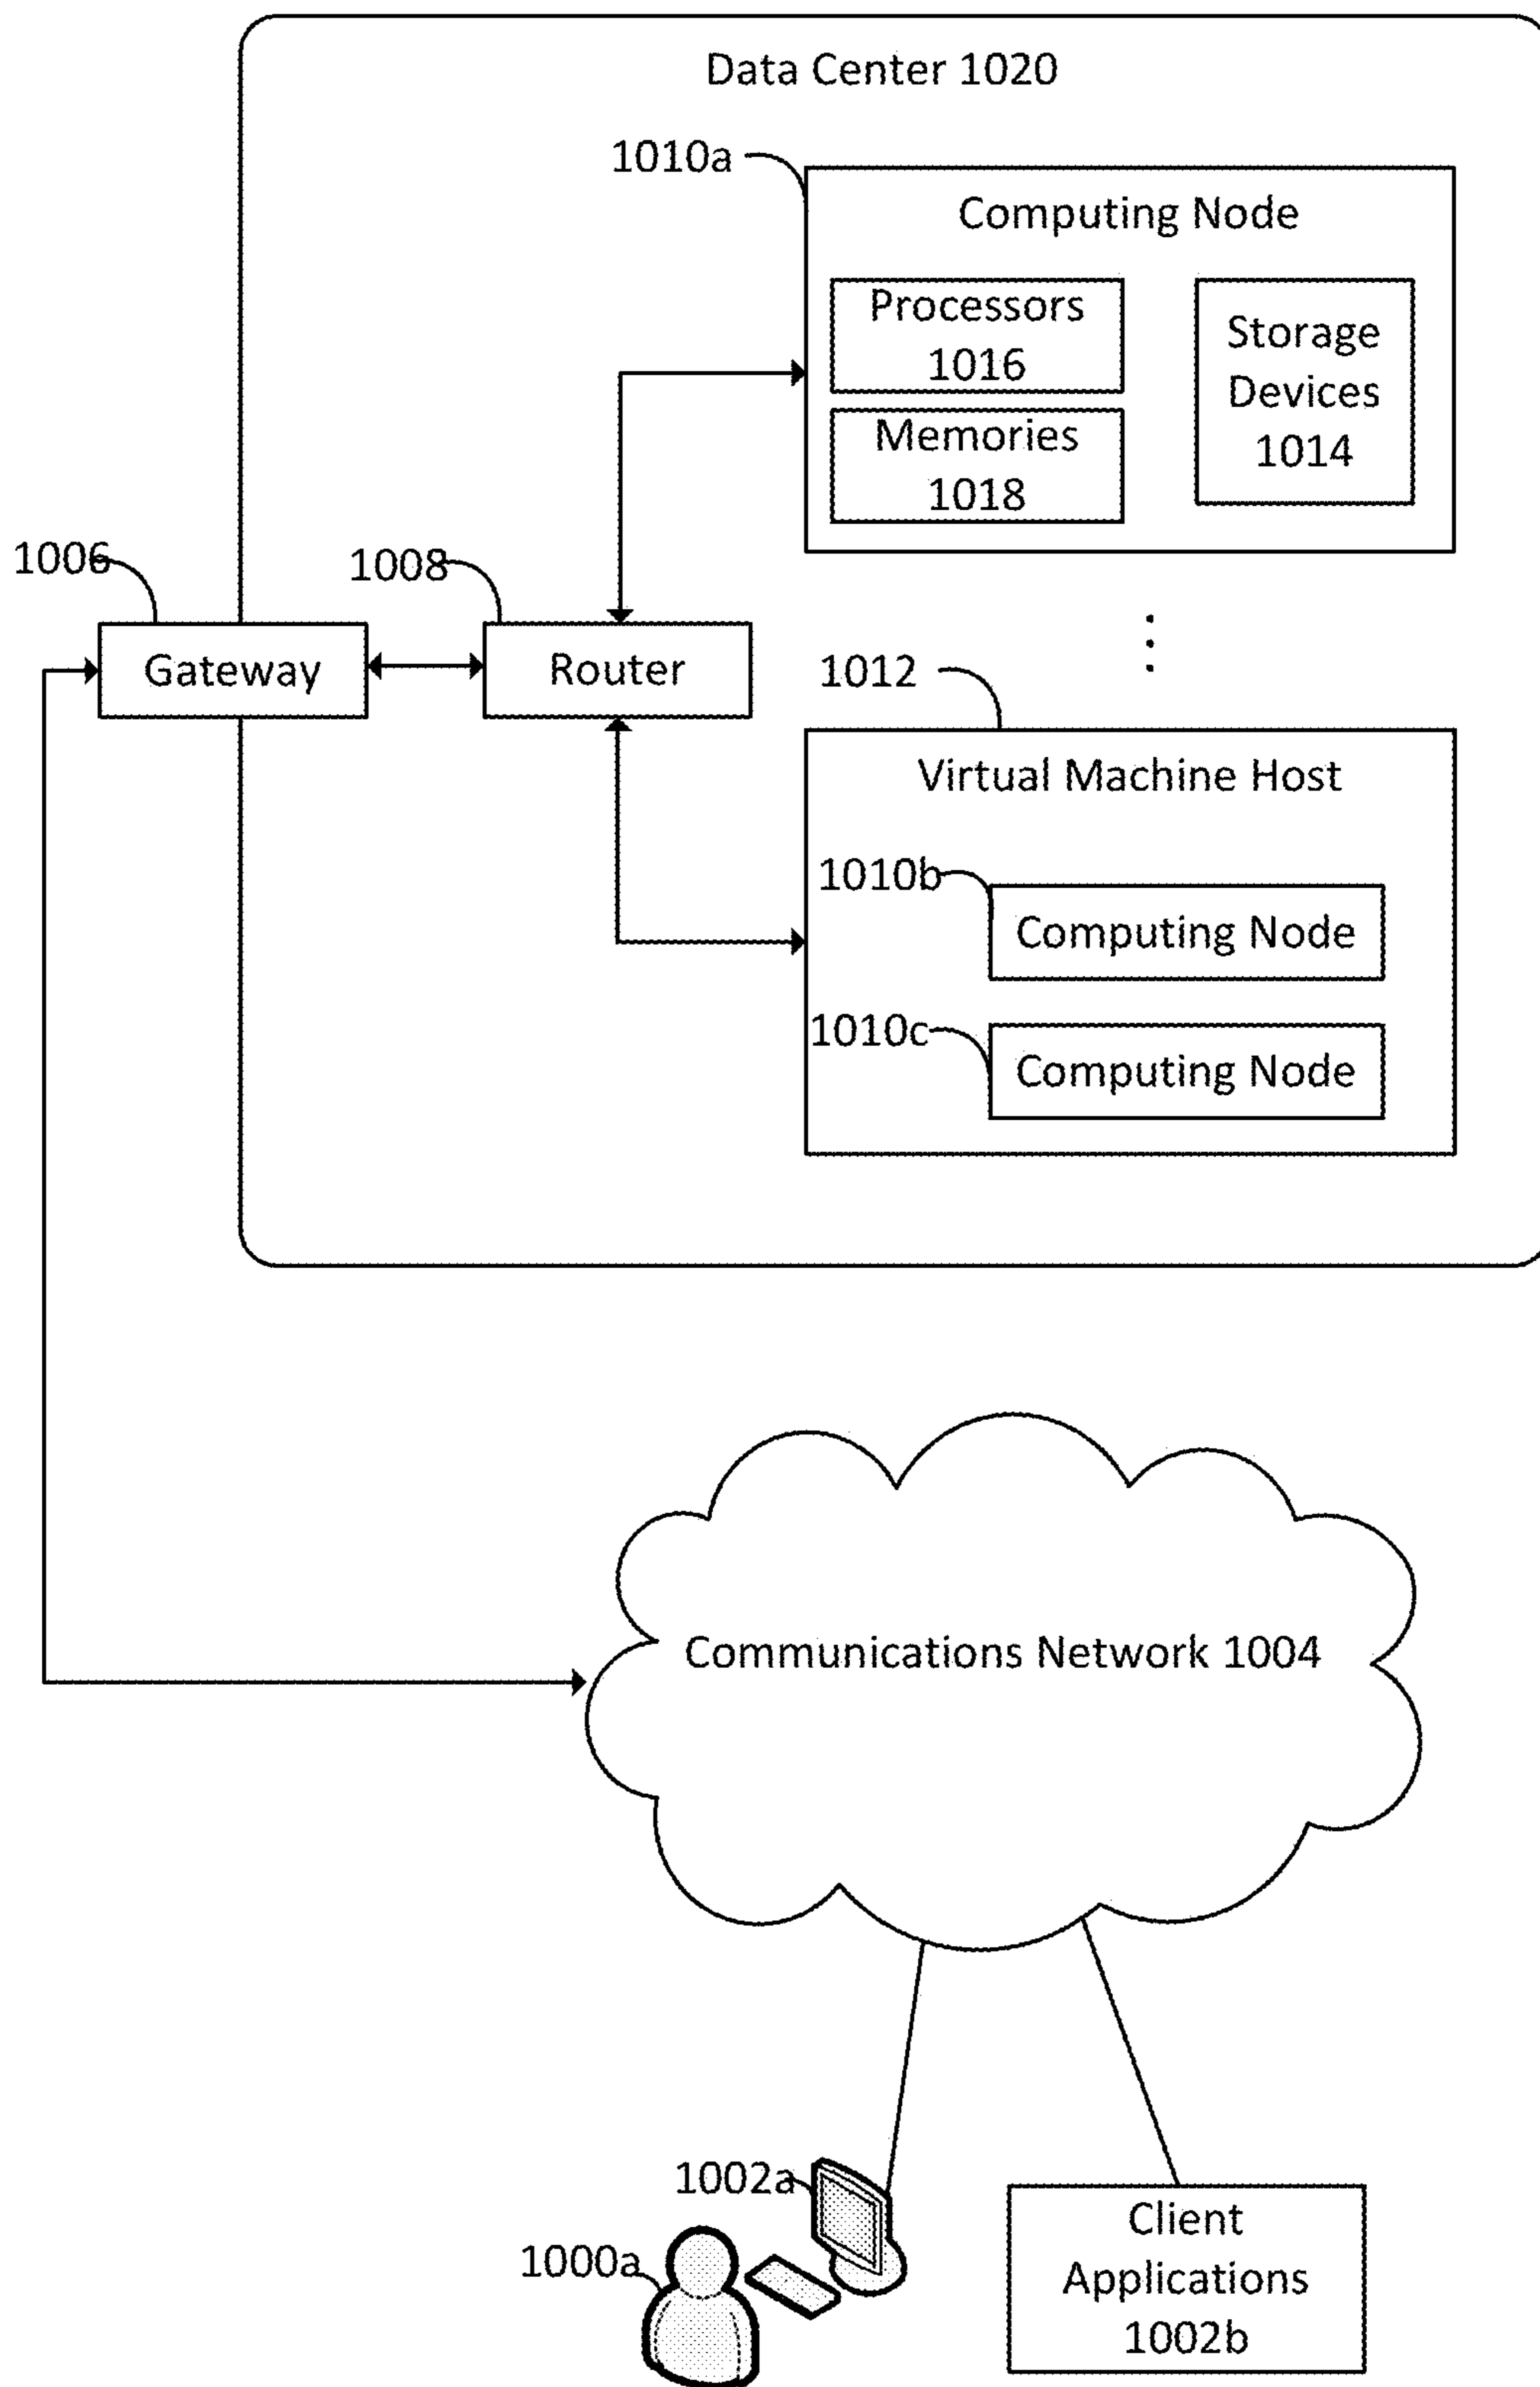 Data Center 1020
1010a
Computing Node
Processors
1016
Storage
Devices
1014
Memories
1018
1006
1008
Gateway
Router
1012
Virtual Machine Host
1010b
Computing Node
1010c
Computing Node
Communications Network 1004
1002a
1000a
Client
Applications
1002b